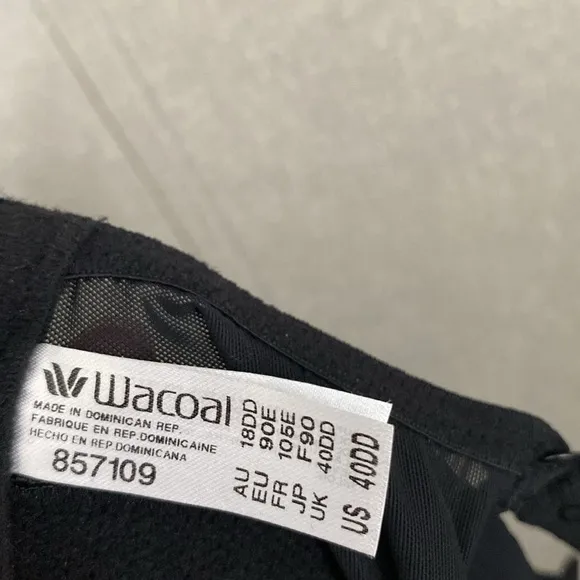 Wacoal
MADE IN DOMINICAN REP.
FABRIQUE EN REP. DOMINICAINE
HECHO EN REP. DOMINICANA
857109
AU 18DD
EU 90E
FR 105E
JP F90
UK 40DD
US 40DD